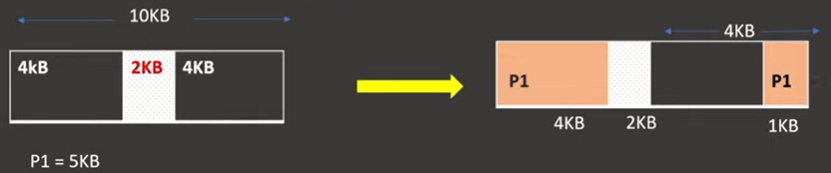 10KB
4kB 2KB 4KB
P1 = 5KB
4KB
P1 P1
4KB 2KB 1KB